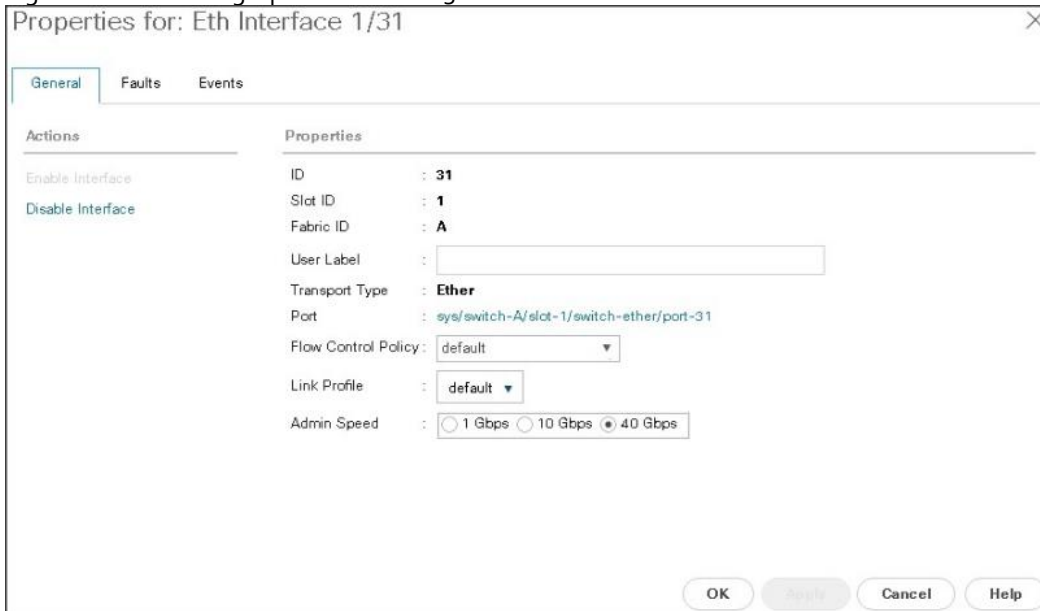 Properties for: Eth Interface 1/31
General Faults Events
Actions
Enable Interface
Disable Interface
Properties
ID : 31
Slot ID : 1
Fabric ID : A
User Label :
Transport Type : Ether
Port : sys/switch-A/slot-1/switch-ether/port-31
Flow Control Policy : default
Link Profile : default
Admin Speed : 1 Gbps 10 Gbps 40 Gbps
OK Apply Cancel Help